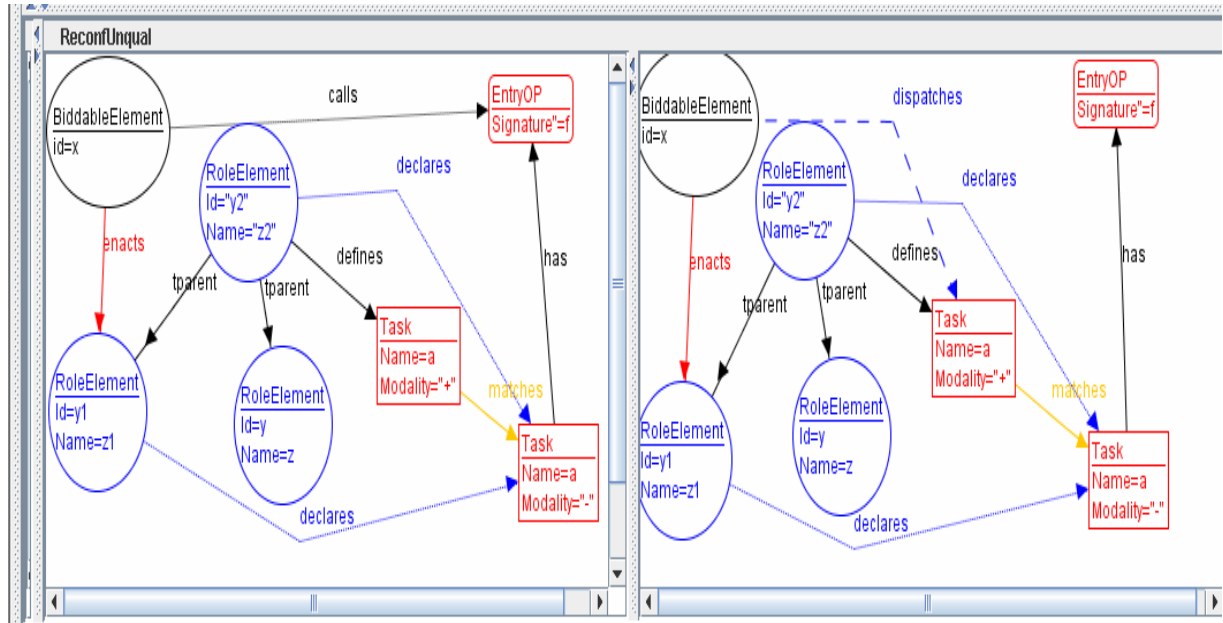 ReconfUnqual
BiddableElement
id=x
calls
EntryOP
Signature"=f
RoleElement
Id="y2"
Name="z2"
declares
enacts
tparent
tparent
defines
has
Task
Name=a
Modality="+"
RoleElement
Id=y1
Name=z1
RoleElement
Id=y
Name=z
matches
Task
Name=a
Modality="-"
declares
BiddableElement
id=x
dispatches
EntryOP
Signature"=f
RoleElement
Id="y2"
Name="z2"
declares
enacts
tparent
tparent
defines
has
Task
Name=a
Modality="+"
RoleElement
Id=y1
Name=z1
RoleElement
Id=y
Name=z
matches
Task
Name=a
Modality="-"
declares